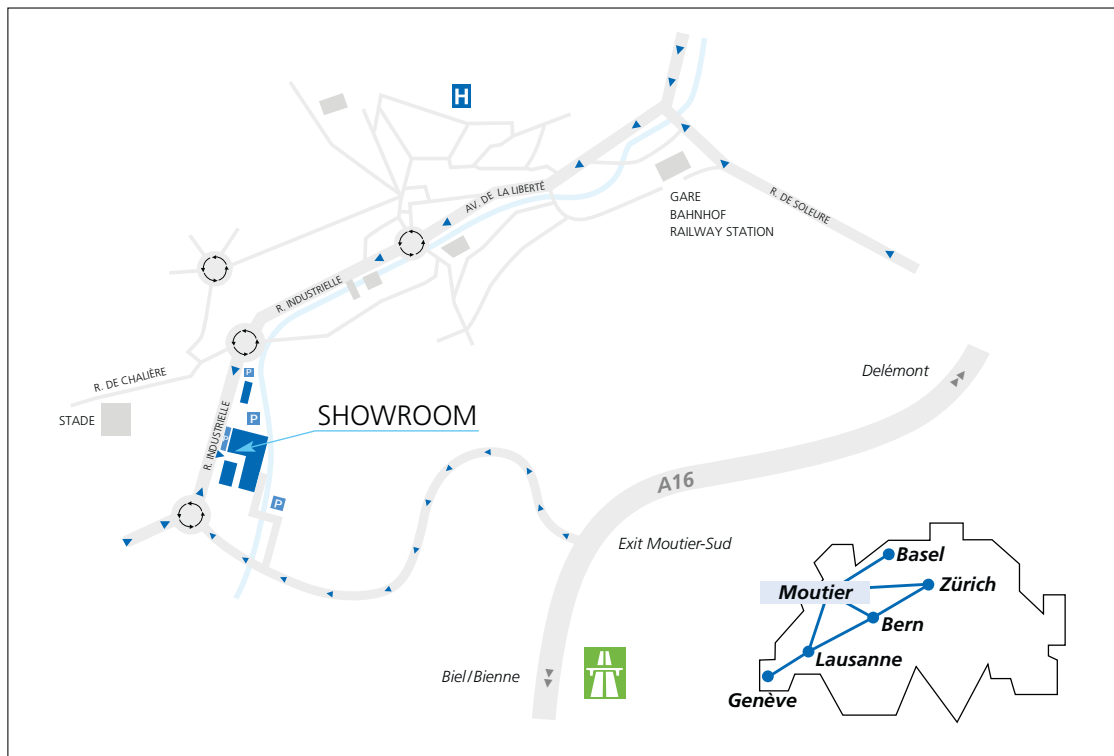 H
AV. DE LA LIBERTÉ
GARE
BAHNHOF
RAILWAY STATION
R. DE SOLEURE
R. INDUSTRIELLE
R. DE CHALIÈRE
P
STADE
P
SHOWROOM
R. INDUSTRIELLE
P
Delémont
A16
Exit Moutier-Sud
Biel/Bienne
Basel
Moutier
Zürich
Bern
Lausanne
Genève